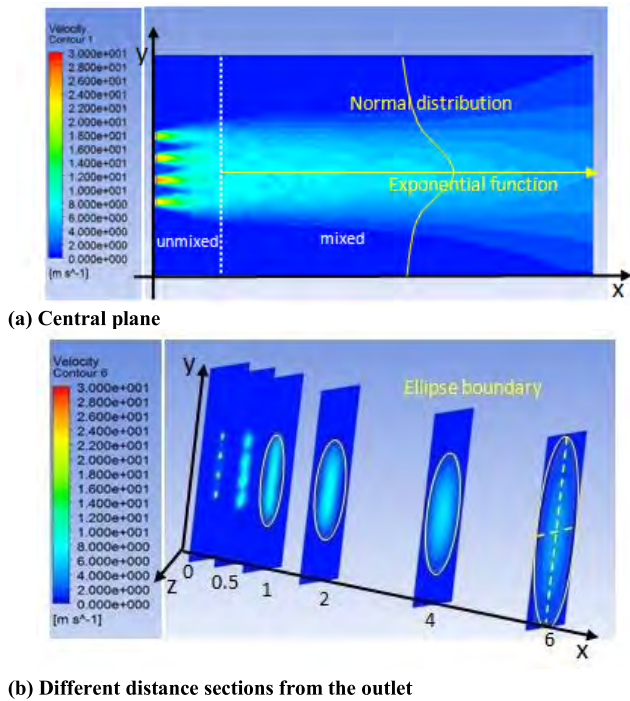 Velocity
Contour 1
3.000e+001
2.800e+001
2.600e+001
2.400e+001
2.200e+001
2.000e+001
1.800e+001
1.600e+001
1.400e+001
1.200e+001
1.000e+001
8.000e+000
6.000e+000
4.000e+000
2.000e+000
0.000e+000
[m s^-1]
y
Normal distribution
Exponential function
unmixed
mixed
x
(a) Central plane
Velocity
Contour 6
3.000e+001
2.800e+001
2.600e+001
2.400e+001
2.200e+001
2.000e+001
1.800e+001
1.600e+001
1.400e+001
1.200e+001
1.000e+001
8.000e+000
6.000e+000
4.000e+000
2.000e+000
0.000e+000
[m s^-1]
y
Ellipse boundary
z
0
0.5
1
2
4
6
x
(b) Different distance sections from the outlet